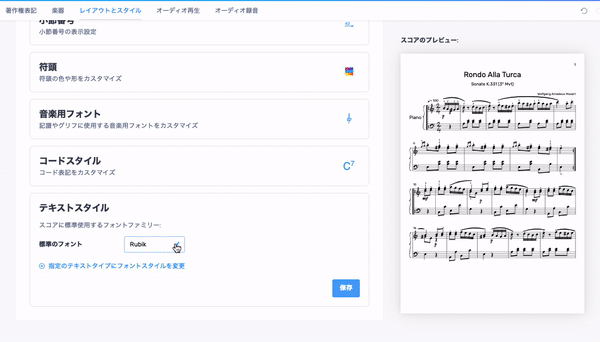 著作権表記 楽器 レイアウトとスタイル オーディオ再生 オーディオ録音
小節番号
小節番号の表示設定
符頭
符頭の色や形をカスタマイズ
音楽用フォント
記譜やグリフに使用する音楽用フォントをカスタマイズ
コードスタイル
コード表記をカスタマイズ
C7
テキストスタイル
スコアに標準使用するフォントファミリー:
標準のフォント Rubik
指定のテキストタイプにフォントスタイルを変更
保存
スコアのプレビュー:
Rondo Alla Turca
Sonate K.331 (3e Mvt)
Wolfgang Amadeus Mozart
Piano